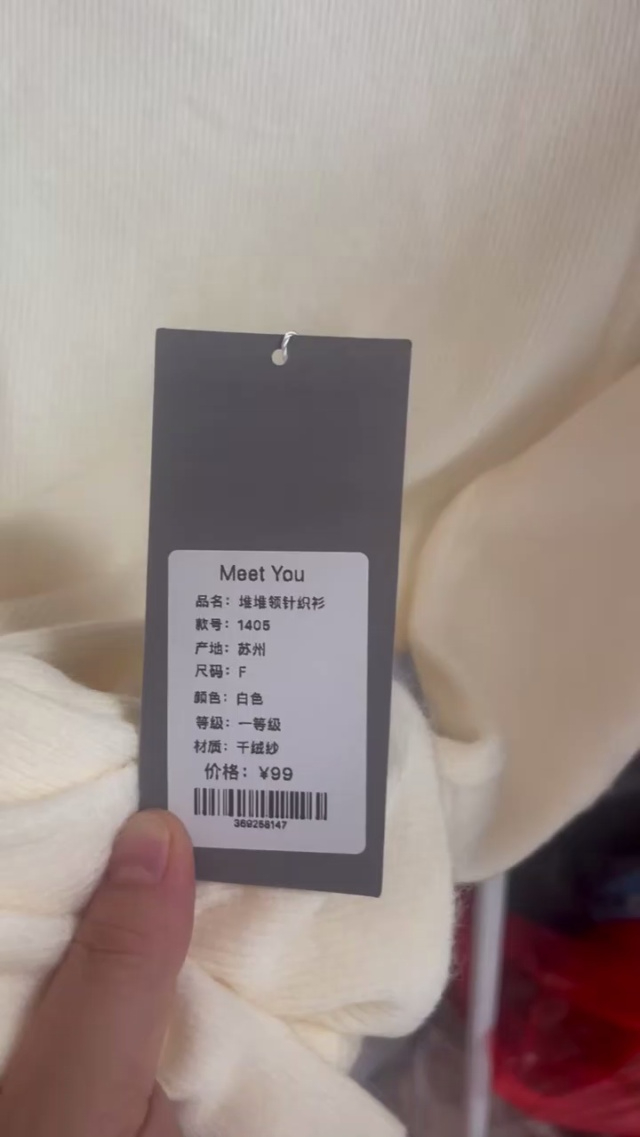 Meet You
品名：堆堆领针织衫
款号：1405
产地：苏州
尺码：F
颜色：白色
等级：一等级
材质：千绒纱
价格：¥99
369258147